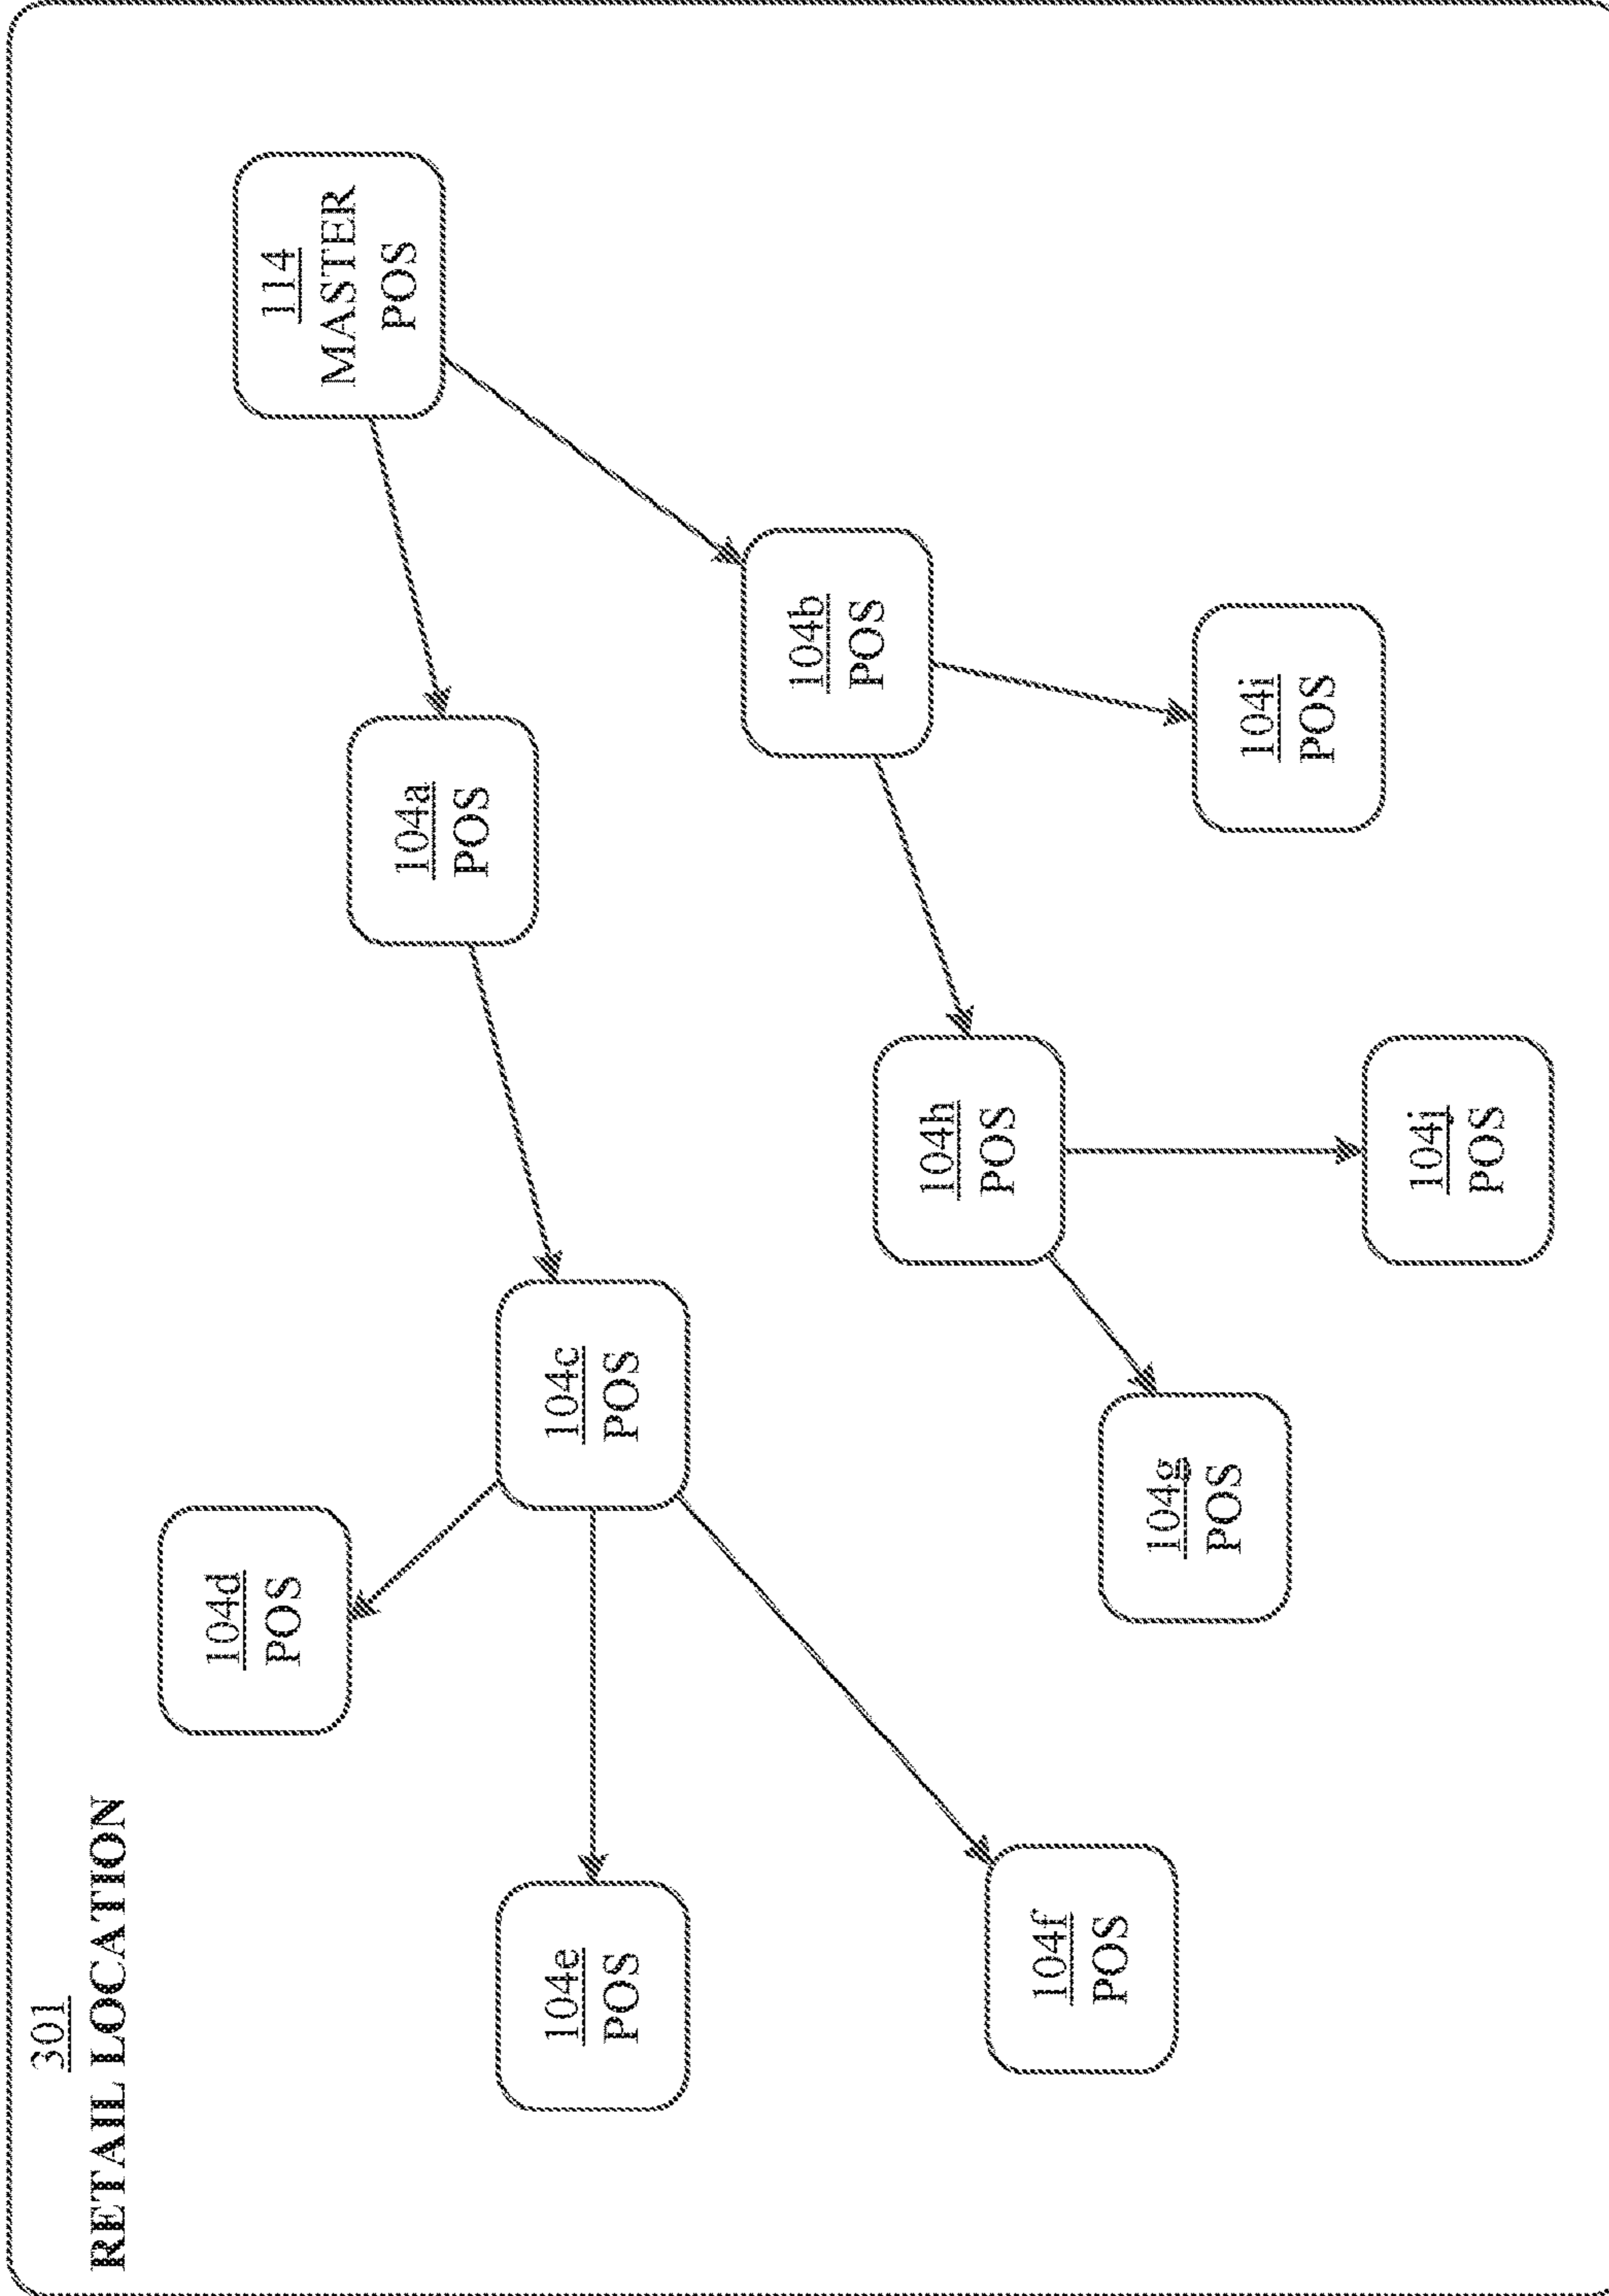 301
RETAIL LOCATION
104d
POS
114
MASTER
POS
104a
POS
104e
POS
104c
POS
104b
POS
104h
POS
104f
POS
104g
POS
104i
POS
104j
POS